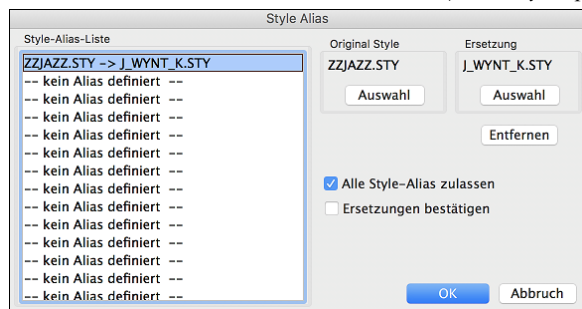 Style Alias
Style-Alias-Liste
ZZJAZZ.STY -> J_WYNT_K.STY
-- kein Alias definiert --
-- kein Alias definiert --
-- kein Alias definiert --
-- kein Alias definiert --
-- kein Alias definiert --
-- kein Alias definiert --
-- kein Alias definiert --
-- kein Alias definiert --
-- kein Alias definiert --
-- kein Alias definiert --
-- kein Alias definiert --
-- kein Alias definiert --
-- kein Alias definiert --
Original Style
ZZJAZZ.STY
Auswahl
Ersetzung
J_WYNT_K.STY
Auswahl
Entfernen
Alle Style-Alias zulassen
Ersetzungen bestätigen
OK
Abbruch